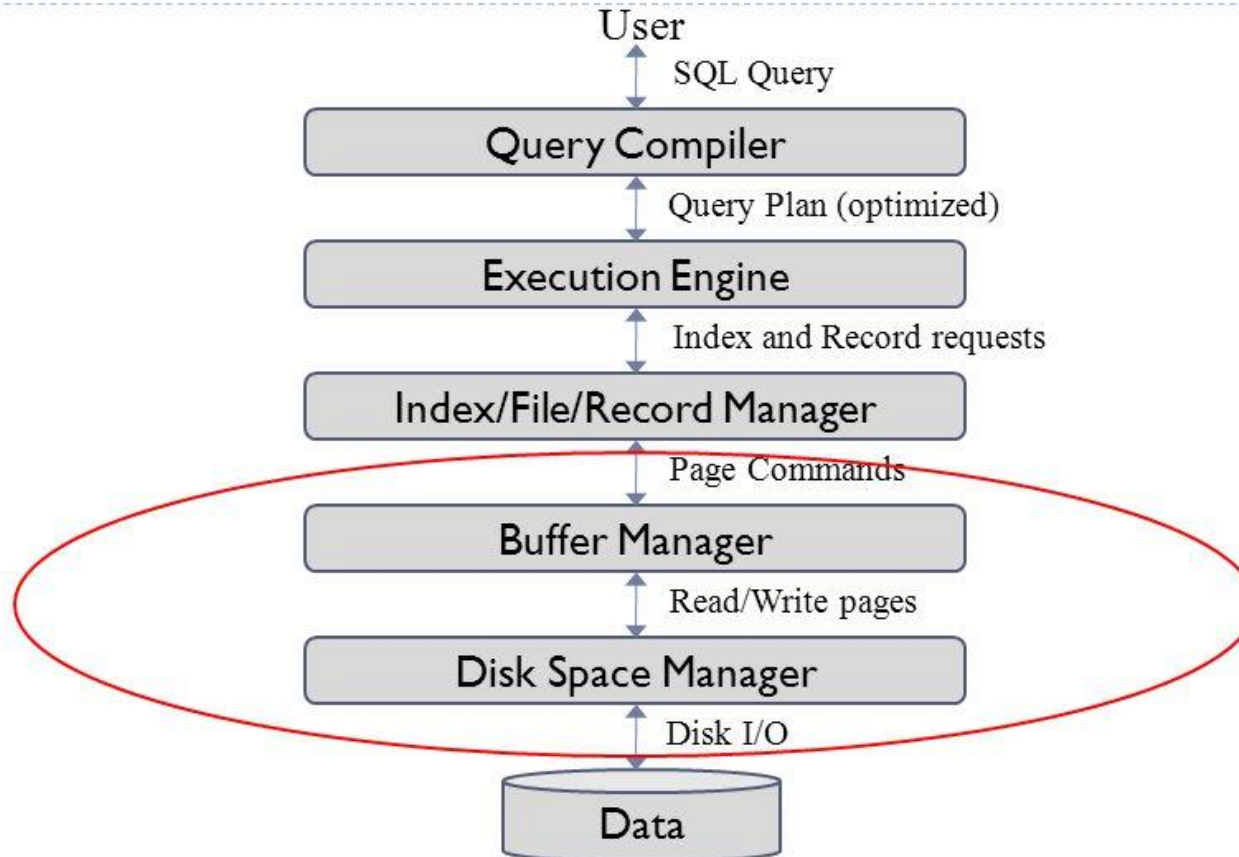 User
SQL Query
Query Compiler
Query Plan (optimized)
Execution Engine
Index and Record requests
Index/File/Record Manager
Page Commands
Buffer Manager
Read/Write pages
Disk Space Manager
Disk I/O
Data